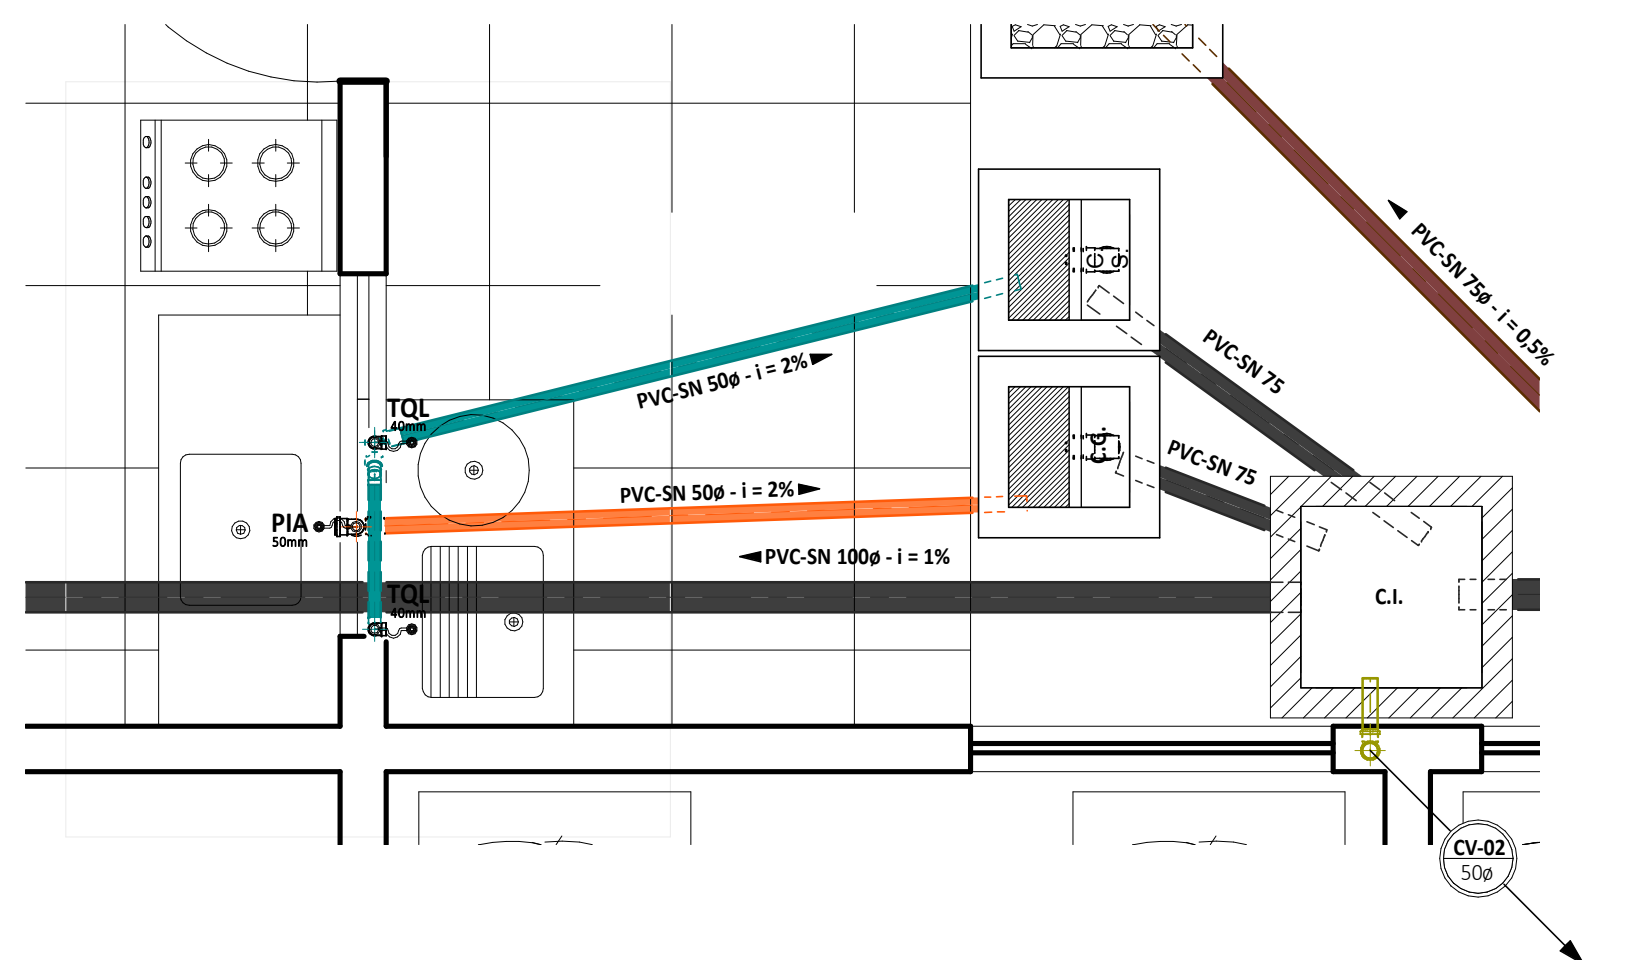 PVC-SN 75ø - i = 0,5%
PVC-SN 75
PVC-SN 50ø - i = 2%
TQL
40mm
C.G.
PVC-SN 75
PVC-SN 50ø - i = 2%
PIA
50mm
PVC-SN 100ø - i = 1%
TQL
40mm
C.I.
CV-02
50ø